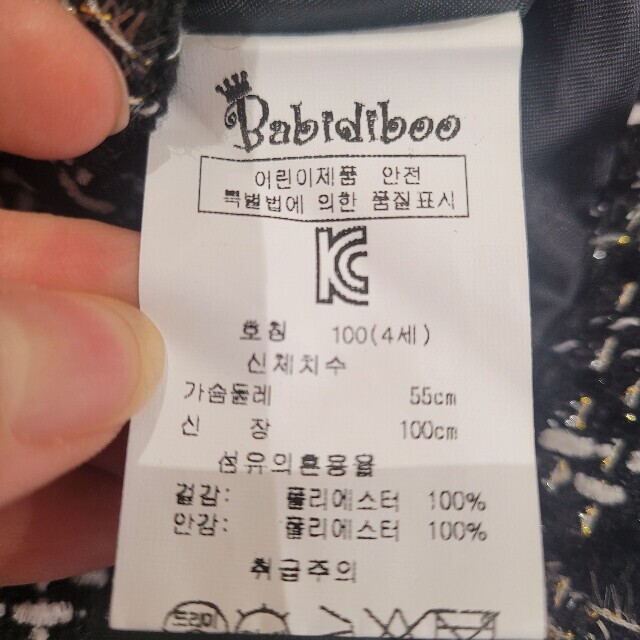 Babidiboo
어린이제품 안전
특별법에 의한 품질표시
KC
호칭 100(4세)
신체치수
가슴둘레 55cm
신 장 100cm
섬유의혼용율
겉감: 폴리에스터 100%
안감: 폴리에스터 100%
취급주의
드라이